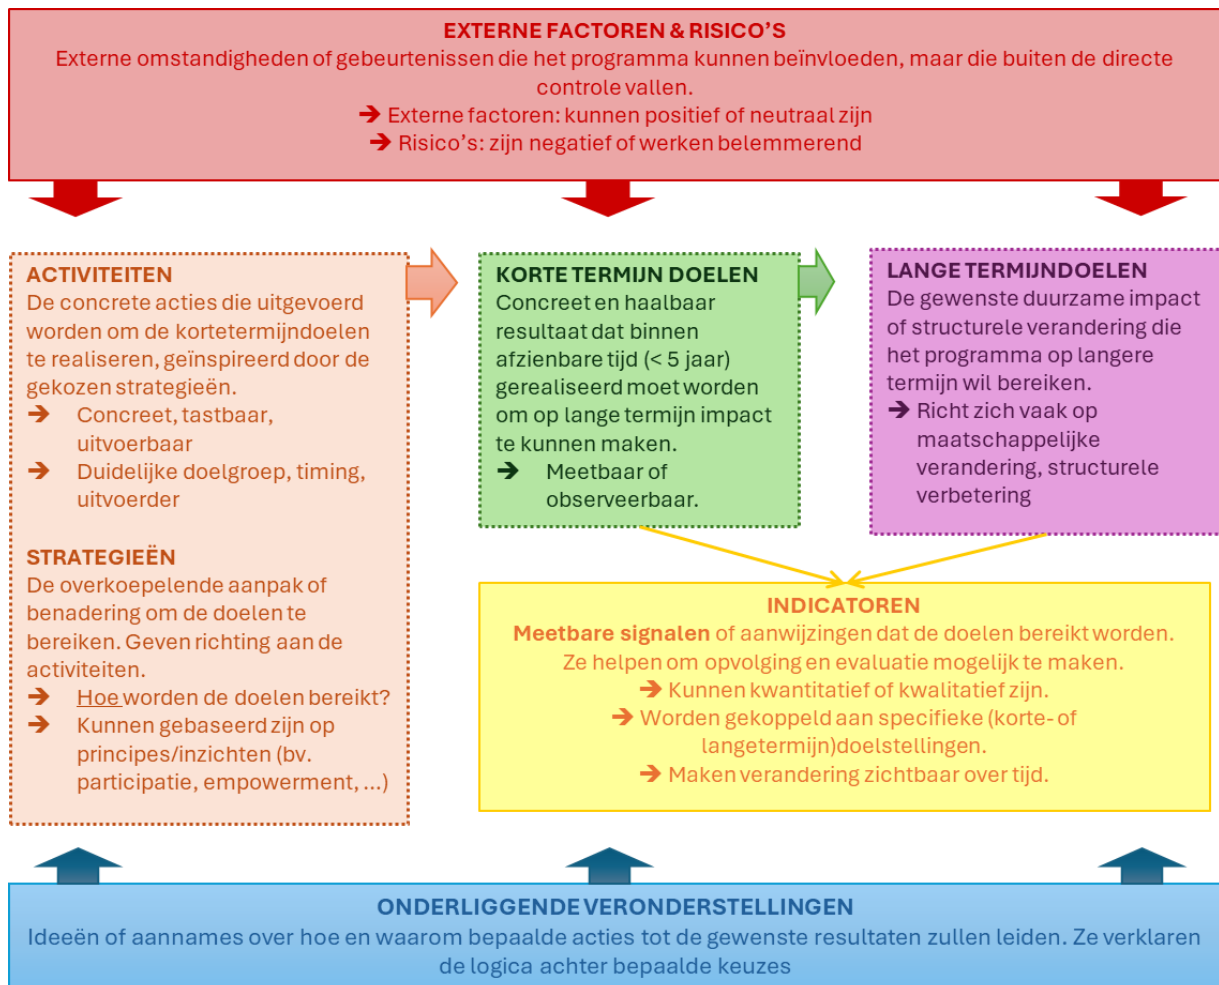 EXTERNE FACTOREN & RISICO’S
Externe omstandigheden of gebeurtenissen die het programma kunnen beïnvloeden, maar die buiten de directe
controle vallen.
➔ Externe factoren: kunnen positief of neutraal zijn
➔ Risico’s: zijn negatief of werken belemmerend
ACTIVITEITEN
De concrete acties die uitgevoerd
worden om de kortetermijndoelen
te realiseren, geïnspireerd door de
gekozen strategieën.
➔ Concreet, tastbaar,
uitvoerbaar
➔ Duidelijke doelgroep, timing,
uitvoerder
STRATEGIEËN
De overkoepelende aanpak of
benadering om de doelen te
bereiken. Geven richting aan de
activiteiten.
➔ Hoe worden de doelen bereikt?
➔ Kunnen gebaseerd zijn op
principes/inzichten (bv.
participatie, empowerment, …)
KORTE TERMIJN DOELEN
Concreet en haalbaar
resultaat dat binnen
afzienbare tijd (< 5 jaar)
gerealiseerd moet worden
om op lange termijn impact
te kunnen maken.
➔ Meetbaar of
observeerbaar.
LANGE TERMIJNDOELEN
De gewenste duurzame impact
of structurele verandering die
het programma op langere
termijn wil bereiken.
➔ Richt zich vaak op
maatschappelijke
verandering, structurele
verbetering
INDICATOREN
Meetbare signalen of aanwijzingen dat de doelen bereikt worden.
Ze helpen om opvolging en evaluatie mogelijk te maken.
➔ Kunnen kwantitatief of kwalitatief zijn.
➔ Worden gekoppeld aan specifieke (korte- of
langetermijn)doelstellingen.
➔ Maken verandering zichtbaar over tijd.
ONDERLIGGENDE VERONDERSTELLINGEN
Ideeën of aannames over hoe en waarom bepaalde acties tot de gewenste resultaten zullen leiden. Ze verklaren
de logica achter bepaalde keuzes